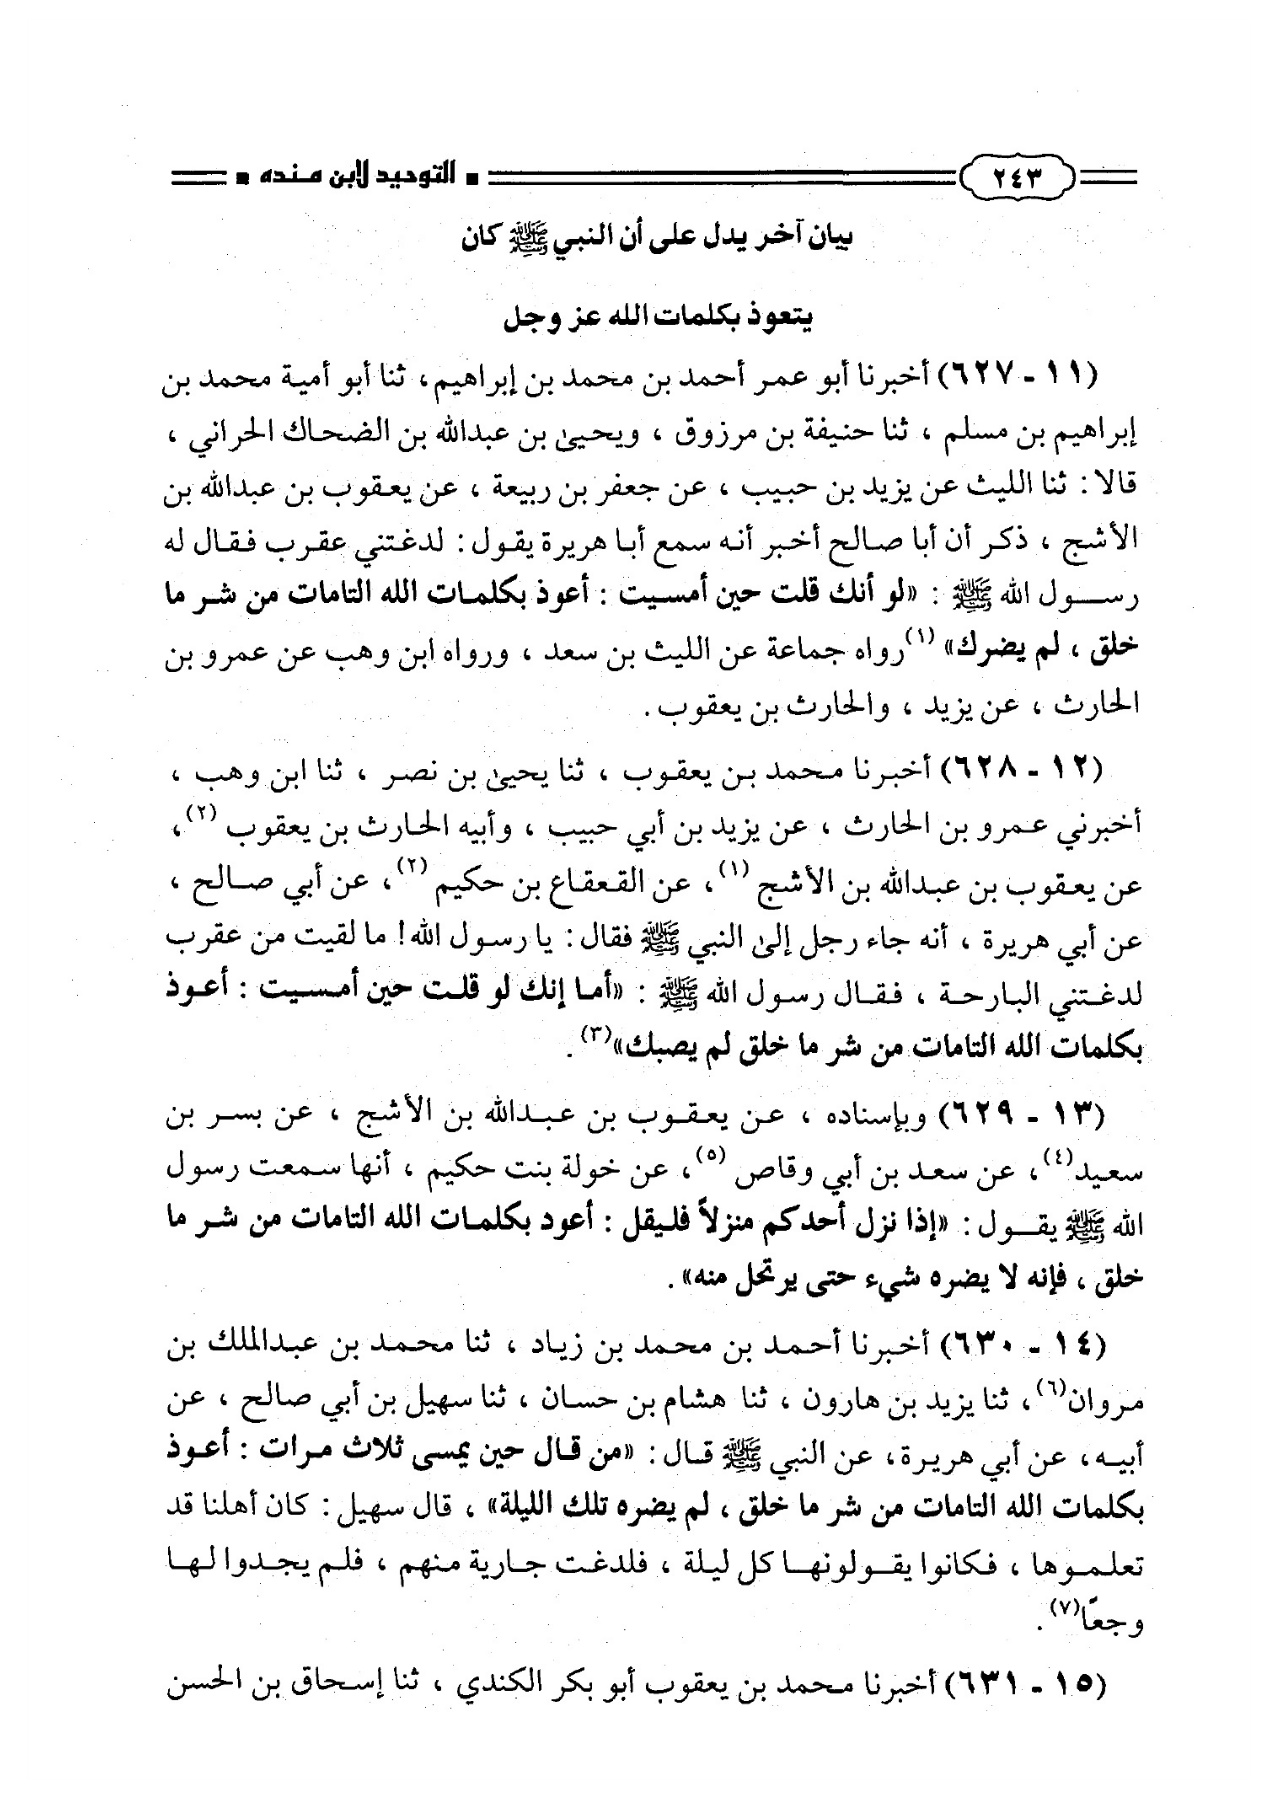 ٢٤٣ ■ التوحيد لابن منده ■
بيان آخر يدل على أن النبي ﷺ كان
يتعوذ بكلمات الله عز وجل
(١١ - ٦٢٧) أخبرنا أبو عمر أحمد بن محمد بن إبراهيم، ثنا أبو أمية محمد بن
إبراهيم بن مسلم ، ثنا حنيفة بن مرزوق ، ويحيىٰ بن عبدالله بن الضحاك الحراني ،
قالا : ثنا الليث عن يزيد بن حبيب ، عن جعفر بن ربيعة ، عن يعقوب بن عبدالله بن
الأشج ، ذكر أن أبا صالح أخبر أنه سمع أبا هريرة يقول : لدغتني عقرب فقال له
رسول الله ﷺ : «لو أنك قلت حين أمسيت : أعوذ بكلمات الله التامات من شر ما
خلق ، لم يضرك» (١) رواه جماعة عن الليث بن سعد ، ورواه ابن وهب عن عمرو بن
الحارث ، عن يزيد ، والحارث بن يعقوب .
(١٢ - ٦٢٨) أخبرنا محمد بن يعقوب ، ثنا يحيىٰ بن نصر ، ثنا ابن وهب ،
أخبرني عمرو بن الحارث ، عن يزيد بن أبي حبيب ، وأبيه الحارث بن يعقوب (٢)،
عن يعقوب بن عبدالله بن الأشج (١)، عن القعقاع بن حكيم (٢)، عن أبي صالح ،
عن أبي هريرة ، أنه جاء رجل إلىٰ النبي ﷺ فقال : يا رسول الله! ما لقيت من عقرب
لدغتني البارحة ، فقال رسول الله ﷺ : «أما إنك لو قلت حين أمسيت : أعوذ
بكلمات الله التامات من شر ما خلق لم يصبك»(٣) .
(١٣ - ٦٢٩) وبإسناده ، عن يعقوب بن عبدالله بن الأشج ، عن بسر بن
سعيد(٤)، عن سعد بن أبي وقاص (٥)، عن خولة بنت حكيم ، أنها سمعت رسول
الله ﷺ يقول : «إذا نزل أحدكم منزلاً فليقل : أعود بكلمات الله التامات من شر ما
خلق ، فإنه لا يضره شيء حتى يرتحل منه» .
(١٤ - ٦٣٠) أخبرنا أحمد بن محمد بن زياد ، ثنا محمد بن عبدالملك بن
مروان(٦)، ثنا يزيد بن هارون ، ثنا هشام بن حسان ، ثنا سهيل بن أبي صالح ، عن
أبيه، عن أبي هريرة، عن النبي ﷺ قال : «من قال حين يمسى ثلاث مرات : أعوذ
بكلمات الله التامات من شر ما خلق ، لم يضره تلك الليلة» ، قال سهيل : كان أهلنا قد
تعلموها ، فكانوا يقولونها كل ليلة ، فلدغت جارية منهم ، فلم يجدوا لها
وجعًا(٧) .
(١٥ - ٦٣١) أخبرنا محمد بن يعقوب أبو بكر الكندي ، ثنا إسحاق بن الحسن